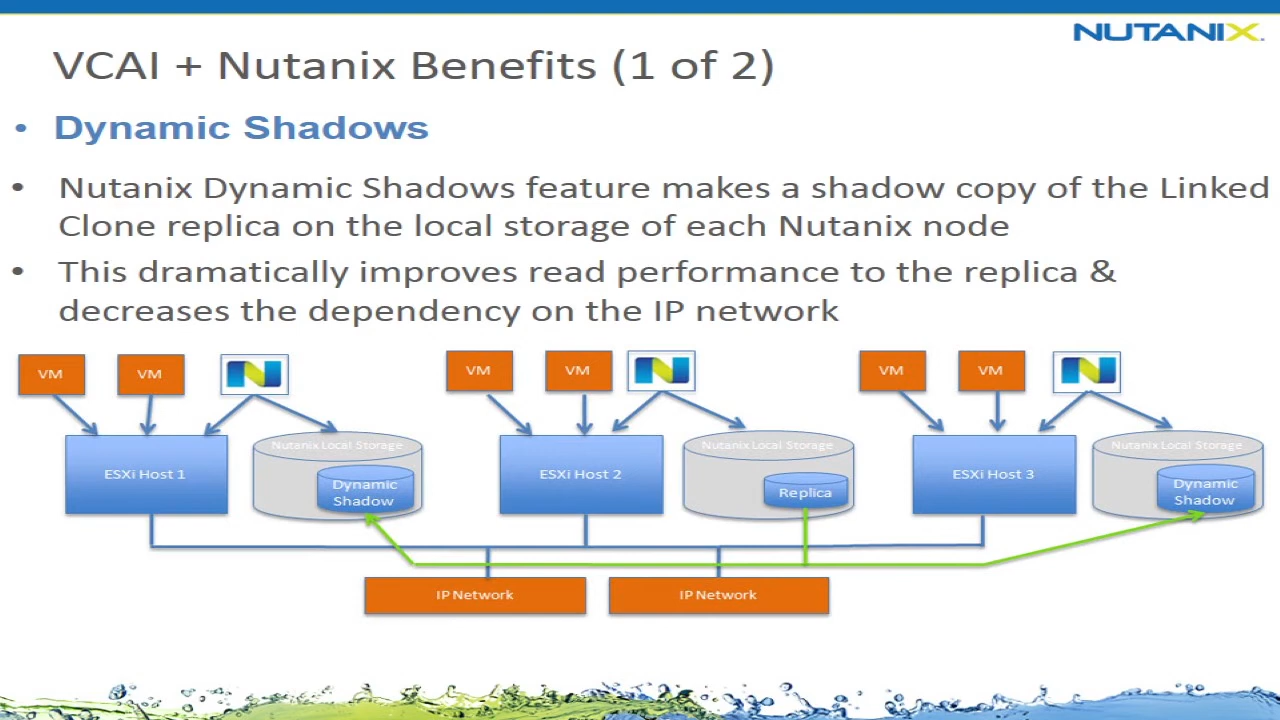 NUTANIX
VCAI + Nutanix Benefits (1 of 2)
• Dynamic Shadows
• Nutanix Dynamic Shadows feature makes a shadow copy of the Linked
Clone replica on the local storage of each Nutanix node
• This dramatically improves read performance to the replica &
decreases the dependency on the IP network
VM VM N VM VM N VM VM N
ESXi Host 1
Nutanix Local Storage
Dynamic
Shadow
ESXi Host 2
Nutanix Local Storage
Replica
ESXi Host 3
Nutanix Local Storage
Dynamic
Shadow
IP Network IP Network